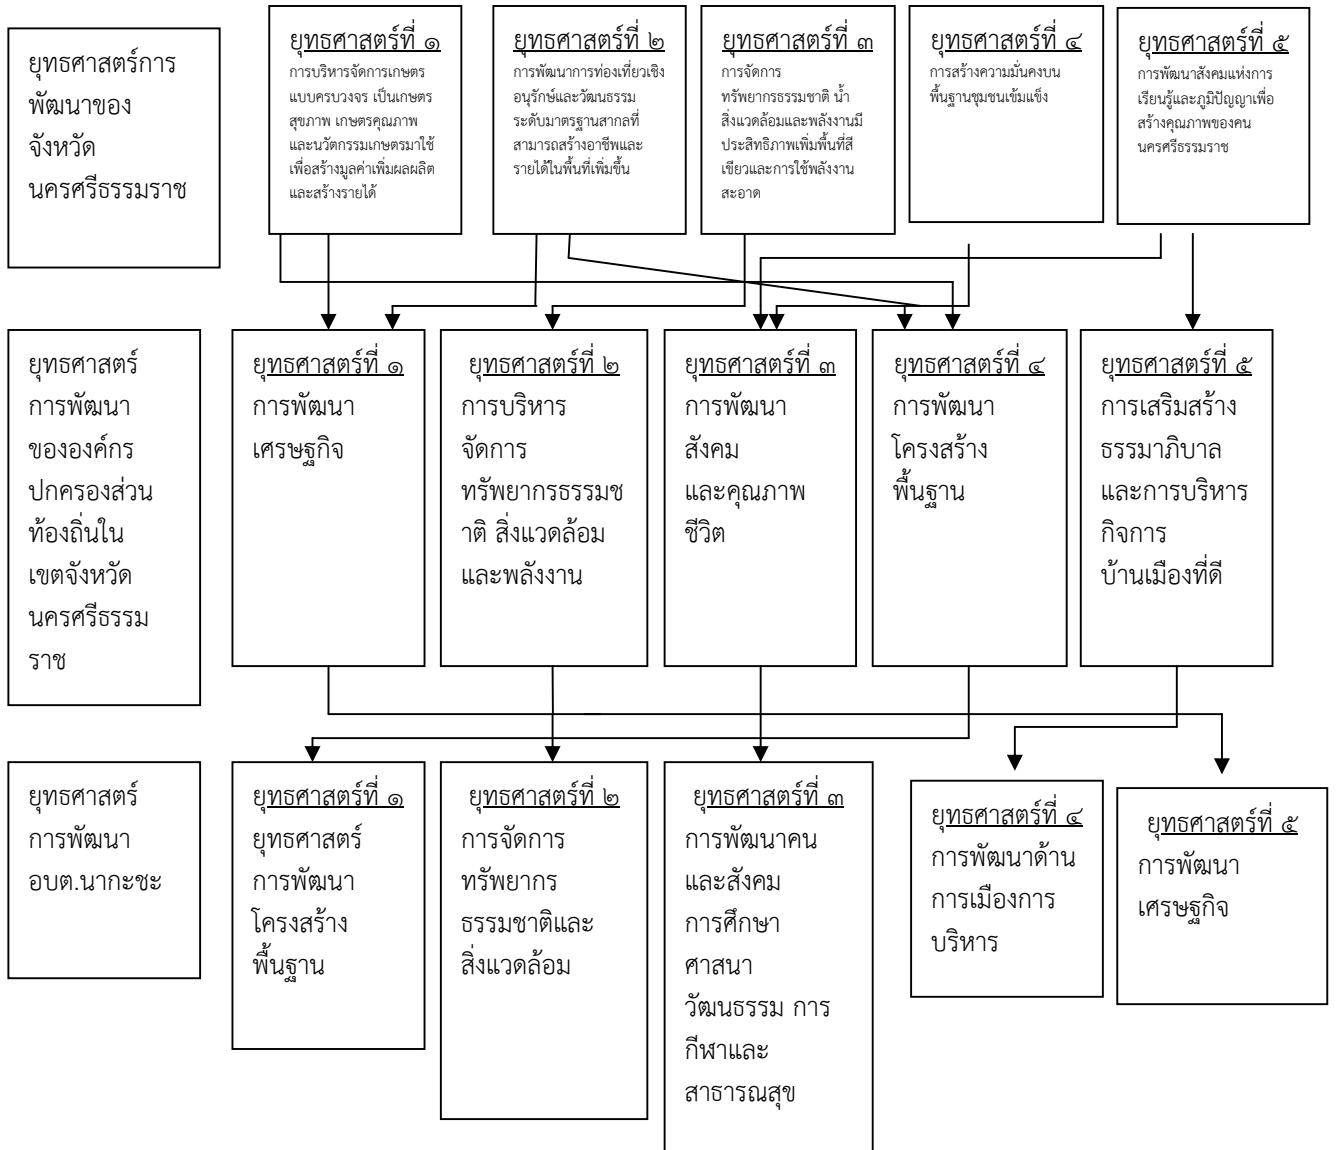 ยุทธศาสตร์การ
พัฒนาของ
จังหวัด
นครศรีธรรมราช
ยุทธศาสตร์ที่ ๑
การบริหารจัดการเกษตร
แบบครบวงจร เป็นเกษตร
สุขภาพ เกษตรคุณภาพ
และนวัตกรรมเกษตรมาใช้
เพื่อสร้างมูลค่าเพิ่มผลผลิต
และสร้างรายได้
ยุทธศาสตร์ที่ ๒
การพัฒนาการท่องเที่ยวเชิง
อนุรักษ์และวัฒนธรรม
ระดับมาตรฐานสากลที่
สามารถสร้างอาชีพและ
รายได้ในพื้นที่เพิ่มขึ้น
ยุทธศาสตร์ที่ ๓
การจัดการ
ทรัพยากรธรรมชาติ น้ำ
สิ่งแวดล้อมและพลังงานมี
ประสิทธิภาพเพิ่มพื้นที่สี
เขียวและการใช้พลังงาน
สะอาด
ยุทธศาสตร์ที่ ๔
การสร้างความมั่นคงบน
พื้นฐานชุมชนเข้มแข็ง
ยุทธศาสตร์ที่ ๕
การพัฒนาสังคมแห่งการ
เรียนรู้และภูมิปัญญาเพื่อ
สร้างคุณภาพของคน
นครศรีธรรมราช
ยุทธศาสตร์
การพัฒนา
ขององค์กร
ปกครองส่วน
ท้องถิ่นใน
เขตจังหวัด
นครศรีธรรม
ราช
ยุทธศาสตร์ที่ ๑
การพัฒนา
เศรษฐกิจ
ยุทธศาสตร์ที่ ๒
การบริหาร
จัดการ
ทรัพยากรธรรมช
าติ สิ่งแวดล้อม
และพลังงาน
ยุทธศาสตร์ที่ ๓
การพัฒนา
สังคม
และคุณภาพ
ชีวิต
ยุทธศาสตร์ที่ ๔
การพัฒนา
โครงสร้าง
พื้นฐาน
ยุทธศาสตร์ที่ ๕
การเสริมสร้าง
ธรรมาภิบาล
และการบริหาร
กิจการ
บ้านเมืองที่ดี
ยุทธศาสตร์
การพัฒนา
อบต.นากะชะ
ยุทธศาสตร์ที่ ๑
ยุทธศาสตร์
การพัฒนา
โครงสร้าง
พื้นฐาน
ยุทธศาสตร์ที่ ๒
การจัดการ
ทรัพยากร
ธรรมชาติและ
สิ่งแวดล้อม
ยุทธศาสตร์ที่ ๓
การพัฒนาคน
และสังคม
การศึกษา
ศาสนา
วัฒนธรรม การ
กีฬาและ
สาธารณสุข
ยุทธศาสตร์ที่ ๔
การพัฒนาด้าน
การเมืองการ
บริหาร
ยุทธศาสตร์ที่ ๕
การพัฒนา
เศรษฐกิจ